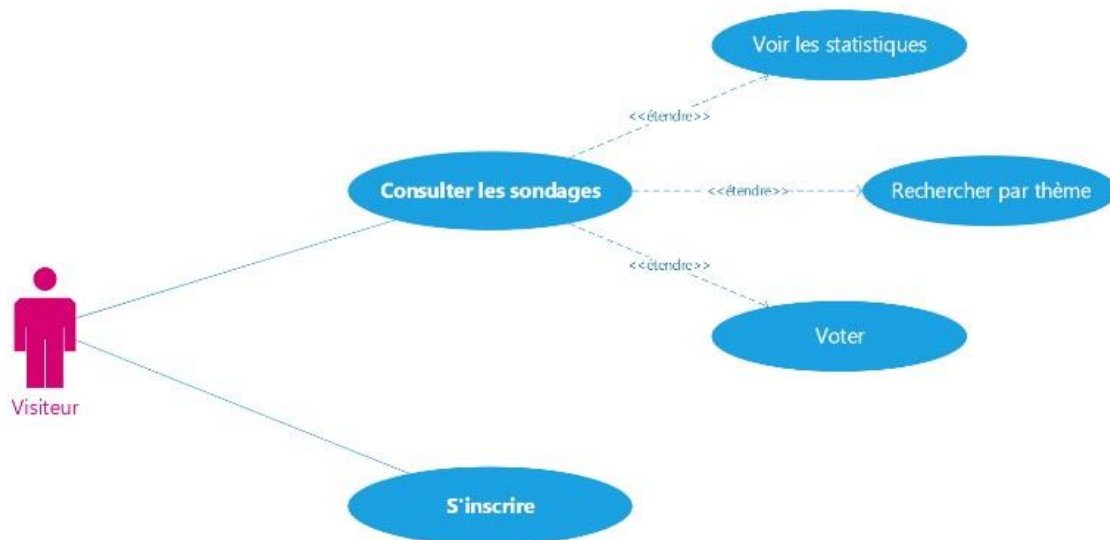 Voir les statistiques
<<étendre>>
Consulter les sondages
<<étendre>>
Rechercher par thème
<<étendre>>
Voter
Visiteur
S'inscrire